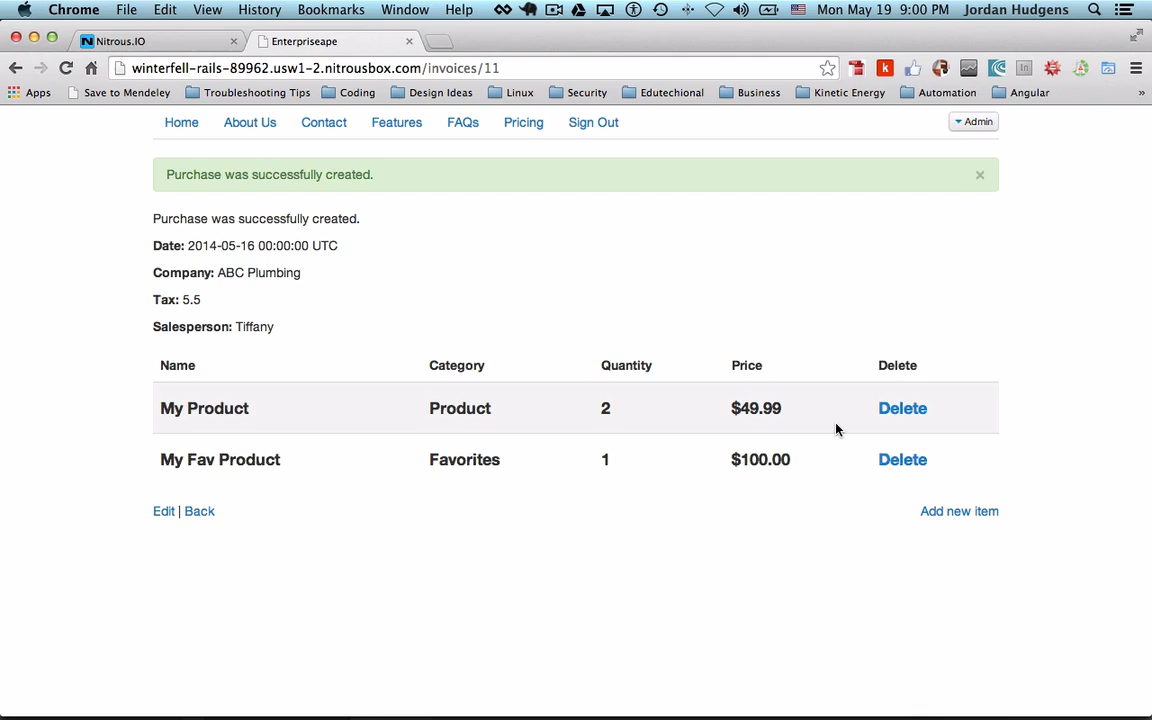 Chrome File Edit View History Bookmarks Window Help Mon May 19 9:00 PM Jordan Hudgens
Nitrous.IO Enterpriseape
winterfell-rails-89962.usw1-2.nitrousbox.com/invoices/11
Apps Save to Mendeley Troubleshooting Tips Coding Design Ideas Linux Security Edutechional Business Kinetic Energy Automation Angular »
Home About Us Contact Features FAQs Pricing Sign Out Admin
Purchase was successfully created. ×
Purchase was successfully created.
Date: 2014-05-16 00:00:00 UTC
Company: ABC Plumbing
Tax: 5.5
Salesperson: Tiffany
Name Category Quantity Price Delete
My Product Product 2 $49.99 Delete
My Fav Product Favorites 1 $100.00 Delete
Edit | Back Add new item